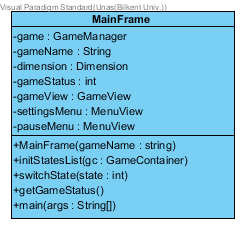 Visual Paradigm Standard(Unas(Bilkent Univ.))
MainFrame
-game : GameManager
-gameName : String
-dimension : Dimension
-gameStatus : int
-gameView : GameView
-settingsMenu : MenuView
-pauseMenu : MenuView
+MainFrame(gameName : string)
+initStatesList(gc : GameContainer)
+switchState(state : int)
+getGameStatus()
+main(args : String[])